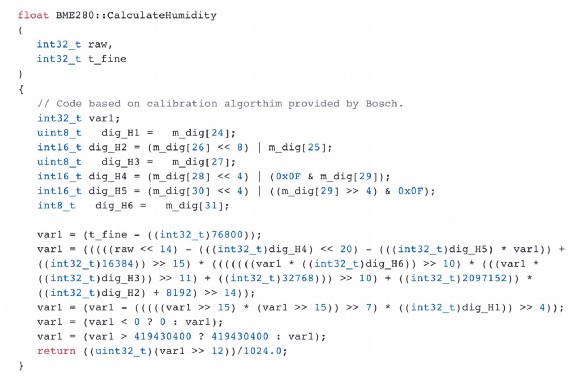 float BME280::CalculateHumidity
(
int32_t raw,
int32_t t_fine
)
{
// Code based on calibration algorthim provided by Bosch.
int32_t var1;
uint8_t dig_H1 = m_dig[24];
int16_t dig_H2 = (m_dig[26] << 8) | m_dig[25];
uint8_t dig_H3 = m_dig[27];
int16_t dig_H4 = (m_dig[28] << 4) | (0x0F & m_dig[29]);
int16_t dig_H5 = (m_dig[30] << 4) | ((m_dig[29] >> 4) & 0x0F);
int8_t dig_H6 = m_dig[31];
var1 = (t_fine - ((int32_t)76800));
var1 = (((((raw << 14) - (((int32_t)dig_H4) << 20) - (((int32_t)dig_H5) * var1)) +
((int32_t)16384)) >> 15) * (((((((var1 * ((int32_t)dig_H6)) >> 10) * (((var1 *
((int32_t)dig_H3)) >> 11) + ((int32_t)32768))) >> 10) + ((int32_t)2097152)) *
((int32_t)dig_H2) + 8192) >> 14));
var1 = (var1 - (((((var1 >> 15) * (var1 >> 15)) >> 7) * ((int32_t)dig_H1)) >> 4));
var1 = (var1 < 0 ? 0 : var1);
var1 = (var1 > 419430400 ? 419430400 : var1);
return ((uint32_t)(var1 >> 12))/1024.0;
}